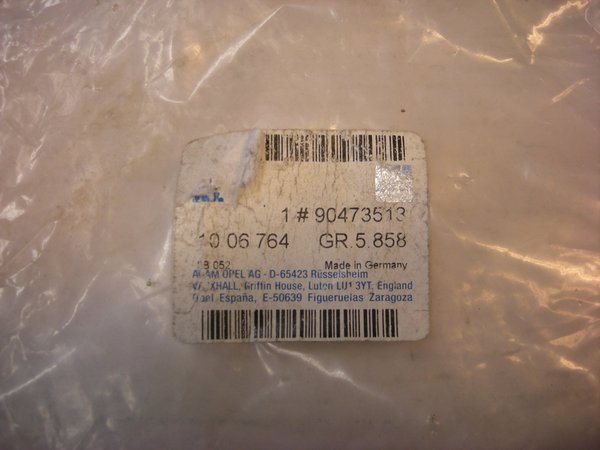 1 # 90473513
10 06 764 GR.5.858
052 Made in Germany
ADAM OPEL AG - D-65423 Rüsselsheim
VAUXHALL, Griffin House, Luton LU1 3YT, England
Opel España, E-50639 Figueruelas Zaragoza